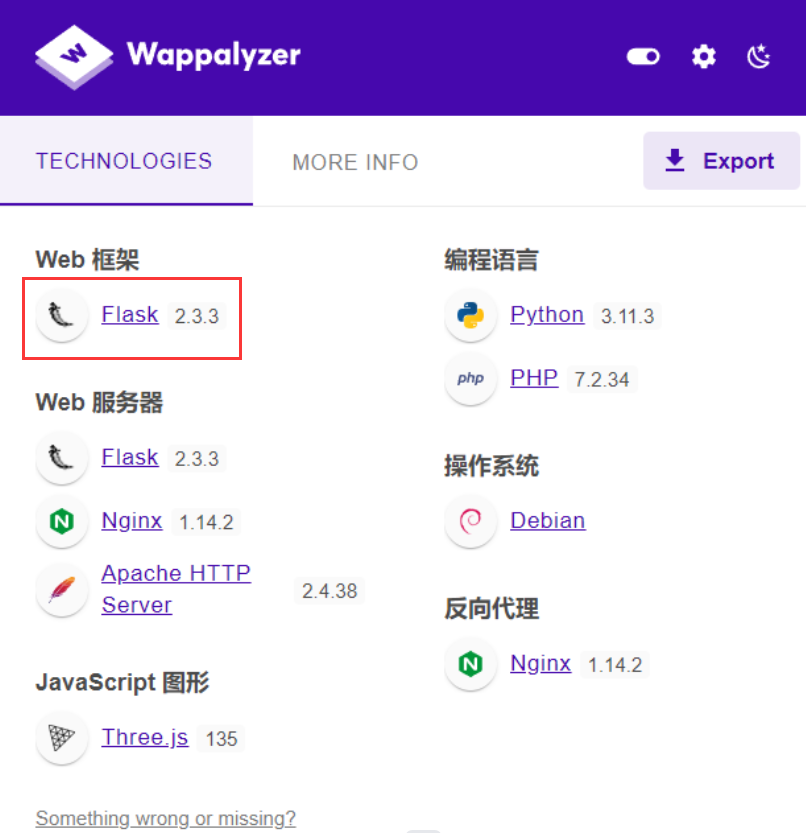 Wappalyzer
TECHNOLOGIES
MORE INFO
Export
Web 框架
Flask 2.3.3
Web 服务器
Flask 2.3.3
Nginx 1.14.2
Apache HTTP
Server 2.4.38
JavaScript 图形
Three.js 135
Something wrong or missing?
编程语言
Python 3.11.3
php PHP 7.2.34
操作系统
Debian
反向代理
Nginx 1.14.2